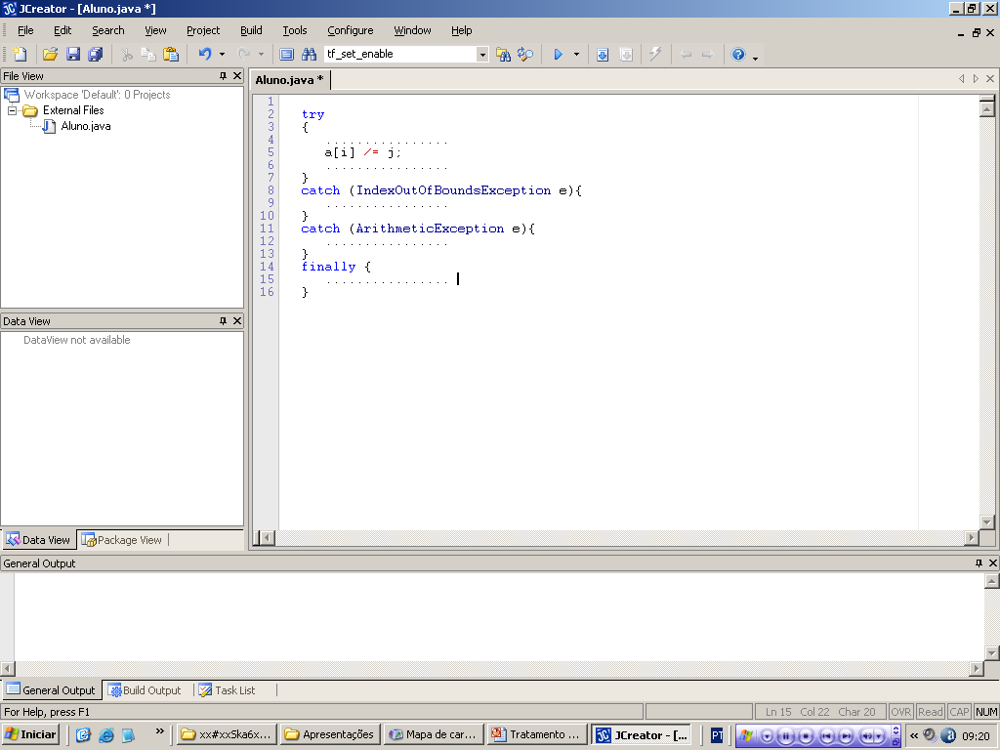 JCreator - [Aluno.java *]
File Edit Search View Project Build Tools Configure Window Help
tf_set_enable
File View
Workspace 'Default': 0 Projects
External Files
Aluno.java
Data View
DataView not available
Data View Package View
Aluno.java *
1
2 try
3 {
4 ................
5 a[i] /= j;
6 ................
7 }
8 catch (IndexOutOfBoundsException e){
9 ................
10 }
11 catch (ArithmeticException e){
12 ................
13 }
14 finally {
15 ................
16 }
General Output
General Output Build Output Task List
For Help, press F1
Ln 15 Col 22 Char 20 OVR Read CAP NUM
Iniciar xx#xxSka6x... Apresentações Mapa de car... Tratamento ... JCreator - [... PT 09:20